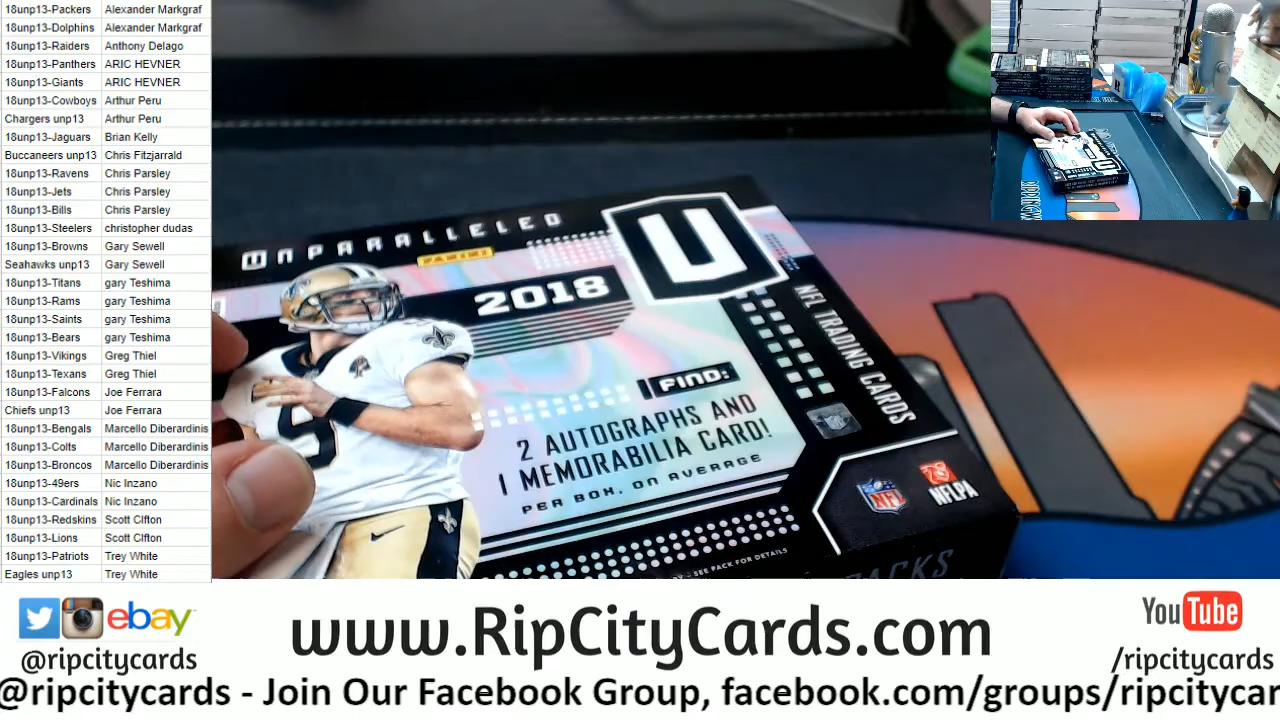 18unp13-Packers Alexander Markgraf
18unp13-Dolphins Alexander Markgraf
18unp13-Raiders Anthony Delago
18unp13-Panthers ARIC HEVNER
18unp13-Giants ARIC HEVNER
18unp13-Cowboys Arthur Peru
Chargers unp13 Arthur Peru
18unp13-Jaguars Brian Kelly
Buccaneers unp13 Chris Fitzjarrald
18unp13-Ravens Chris Parsley
18unp13-Jets Chris Parsley
18unp13-Bills Chris Parsley
18unp13-Steelers christopher dudas
18unp13-Browns Gary Sewell
Seahawks unp13 Gary Sewell
18unp13-Titans gary Teshima
18unp13-Rams gary Teshima
18unp13-Saints gary Teshima
18unp13-Bears gary Teshima
18unp13-Vikings Greg Thiel
18unp13-Texans Greg Thiel
18unp13-Falcons Joe Ferrara
Chiefs unp13 Joe Ferrara
18unp13-Bengals Marcello Diberardinis
18unp13-Colts Marcello Diberardinis
18unp13-Broncos Marcello Diberardinis
18unp13-49ers Nic Inzano
18unp13-Cardinals Nic Inzano
18unp13-Redskins Scott Clfton
18unp13-Lions Scott Clfton
18unp13-Patriots Trey White
Eagles unp13 Trey White
UNPARALLELED
PANINI
U
2018
NFL TRADING CARDS
FIND:
2 AUTOGRAPHS AND
1 MEMORABILIA CARD!
PER BOX, ON AVERAGE
SEE PACK FOR DETAILS
NFL
NFLPA
PACKS
9
ebay
@ripcitycards
www.RipCityCards.com
YouTube
/ripcitycards
@ripcitycards - Join Our Facebook Group, facebook.com/groups/ripcitycar